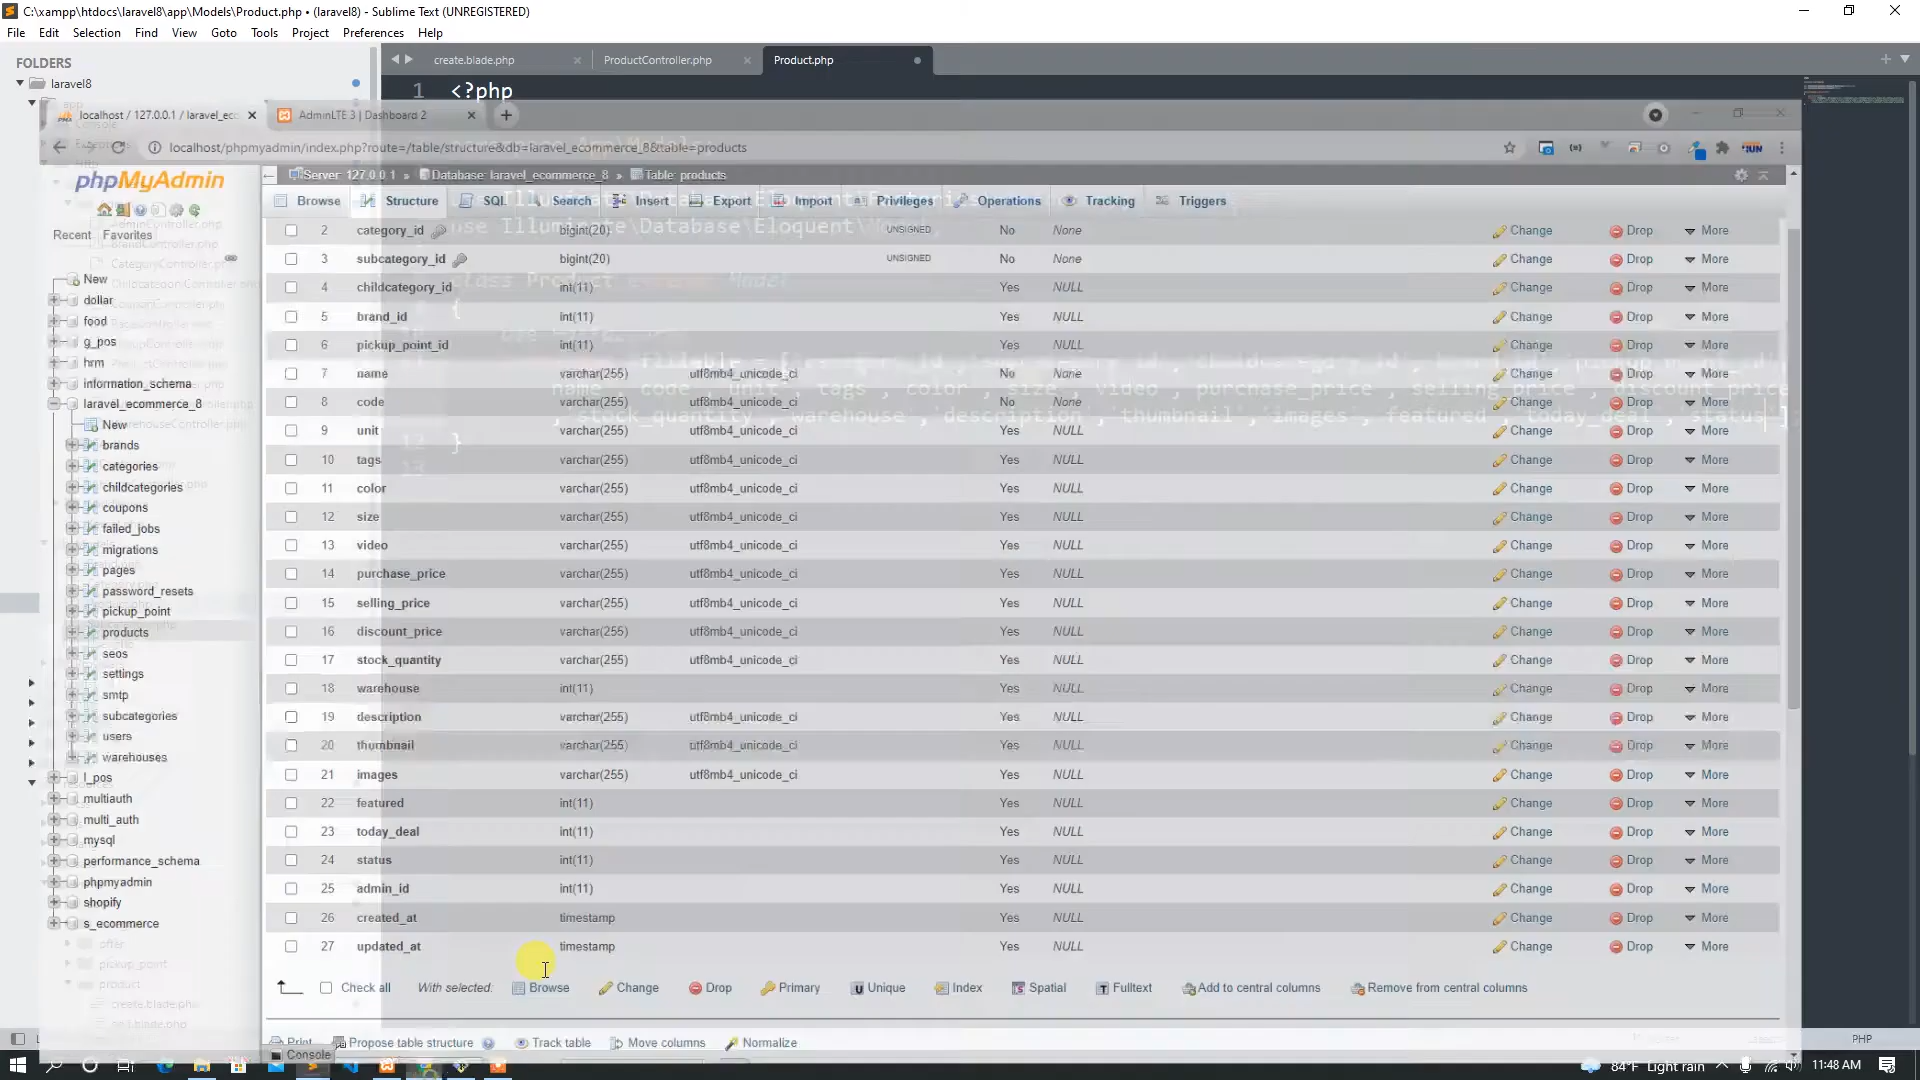 C:\xampp\htdocs\laravel8\app\Models\Product.php • (laravel8) - Sublime Text (UNREGISTERED)
File Edit Selection Find View Goto Tools Project Preferences Help
FOLDERS
laravel8
app
create.blade.php
ProductController.php
Product.php
1 <?php
localhost / 127.0.0.1 / laravel_ec
AdminLTE 3 | Dashboard 2
localhost/phpmyadmin/index.php?route=/table/structure&db=laravel_ecommerce_8&table=products
phpMyAdmin
Recent Favorites
New
dollar
food
g_pos
hrm
information_schema
laravel_ecommerce_8
New
brands
categories
childcategories
coupons
failed_jobs
migrations
pages
password_resets
pickup_point
products
seos
settings
smtp
subcategories
users
warehouses
l_pos
multiauth
multi_auth
mysql
performance_schema
phpmyadmin
shopify
s_ecommerce
offer
pickup_point
product
create.blade.php
Server: 127.0.0.1 » Database: laravel_ecommerce_8 » Table: products
Browse Structure SQL Search Insert Export Import Privileges Operations Tracking Triggers
2 category_id bigint(20) UNSIGNED No None Change Drop More
3 subcategory_id bigint(20) UNSIGNED No None Change Drop More
4 childcategory_id int(11) Yes NULL Change Drop More
5 brand_id int(11) Yes NULL Change Drop More
6 pickup_point_id int(11) Yes NULL Change Drop More
7 name varchar(255) utf8mb4_unicode_ci No None Change Drop More
8 code varchar(255) utf8mb4_unicode_ci No None Change Drop More
9 unit varchar(255) utf8mb4_unicode_ci Yes NULL Change Drop More
10 tags varchar(255) utf8mb4_unicode_ci Yes NULL Change Drop More
11 color varchar(255) utf8mb4_unicode_ci Yes NULL Change Drop More
12 size varchar(255) utf8mb4_unicode_ci Yes NULL Change Drop More
13 video varchar(255) utf8mb4_unicode_ci Yes NULL Change Drop More
14 purchase_price varchar(255) utf8mb4_unicode_ci Yes NULL Change Drop More
15 selling_price varchar(255) utf8mb4_unicode_ci Yes NULL Change Drop More
16 discount_price varchar(255) utf8mb4_unicode_ci Yes NULL Change Drop More
17 stock_quantity varchar(255) utf8mb4_unicode_ci Yes NULL Change Drop More
18 warehouse int(11) Yes NULL Change Drop More
19 description varchar(255) utf8mb4_unicode_ci Yes NULL Change Drop More
20 thumbnail varchar(255) utf8mb4_unicode_ci Yes NULL Change Drop More
21 images varchar(255) utf8mb4_unicode_ci Yes NULL Change Drop More
22 featured int(11) Yes NULL Change Drop More
23 today_deal int(11) Yes NULL Change Drop More
24 status int(11) Yes NULL Change Drop More
25 admin_id int(11) Yes NULL Change Drop More
26 created_at timestamp Yes NULL Change Drop More
27 updated_at timestamp Yes NULL Change Drop More
Check all With selected: Browse Change Drop Primary Unique Index Spatial Fulltext Add to central columns Remove from central columns
Print Propose table structure Track table Move columns Normalize
Console
PHP
84°F Light rain 11:48 AM